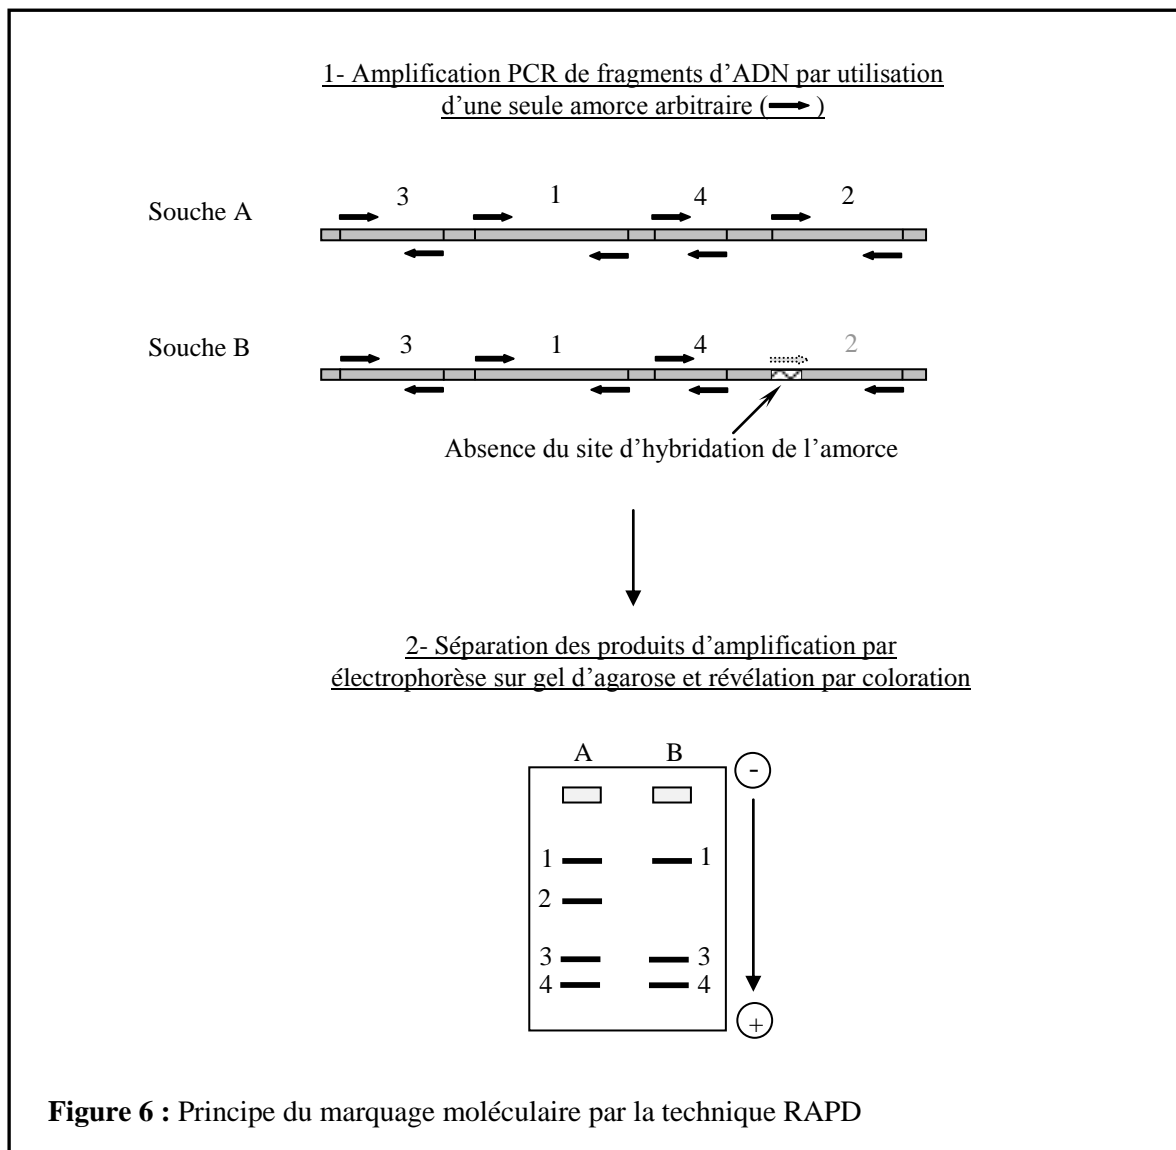 1- Amplification PCR de fragments d’ADN par utilisation
d’une seule amorce arbitraire ( )
Souche A
3 1 4 2
Souche B
3 1 4 2
Absence du site d’hybridation de l’amorce
2- Séparation des produits d’amplification par
électrophorèse sur gel d’agarose et révélation par coloration
A B
-
1 1
2
3 3
4 4
+
Figure 6 : Principe du marquage moléculaire par la technique RAPD